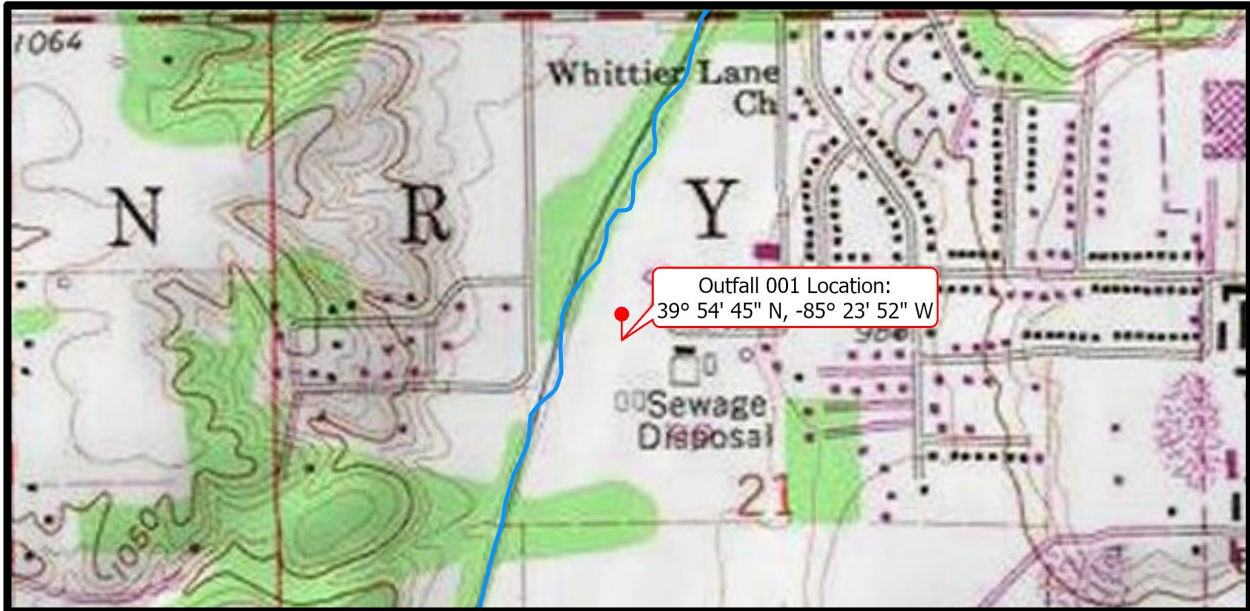 1064
Whittier Lane
Ch
N R Y
Outfall 001 Location:
39° 54' 45" N, -85° 23' 52" W
Sewage
Disposal
21
1050